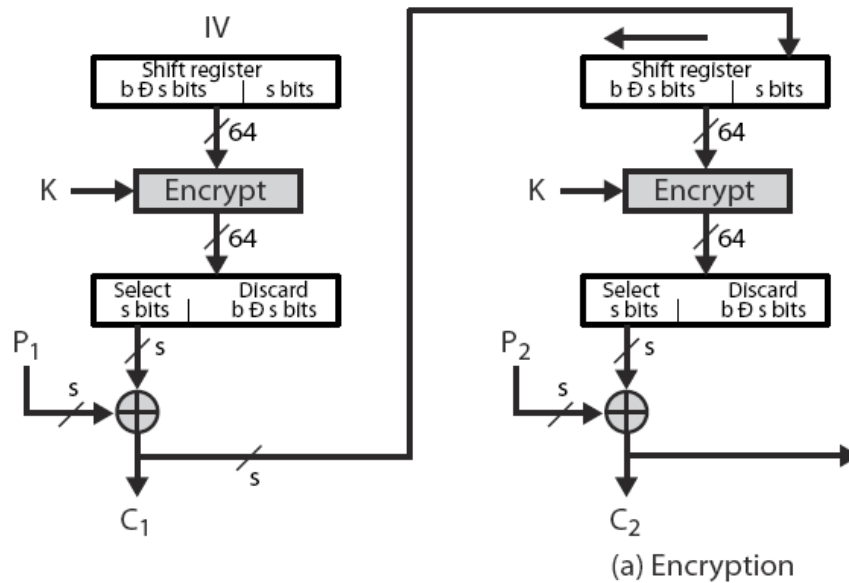 IV
Shift register
b Đ s bits | s bits
64
K
Encrypt
64
Select Discard
s bits | b Đ s bits
P1
s
s
s
C1
Shift register
b Đ s bits | s bits
64
K
Encrypt
64
Select Discard
s bits | b Đ s bits
P2
s
s
C2
(a) Encryption